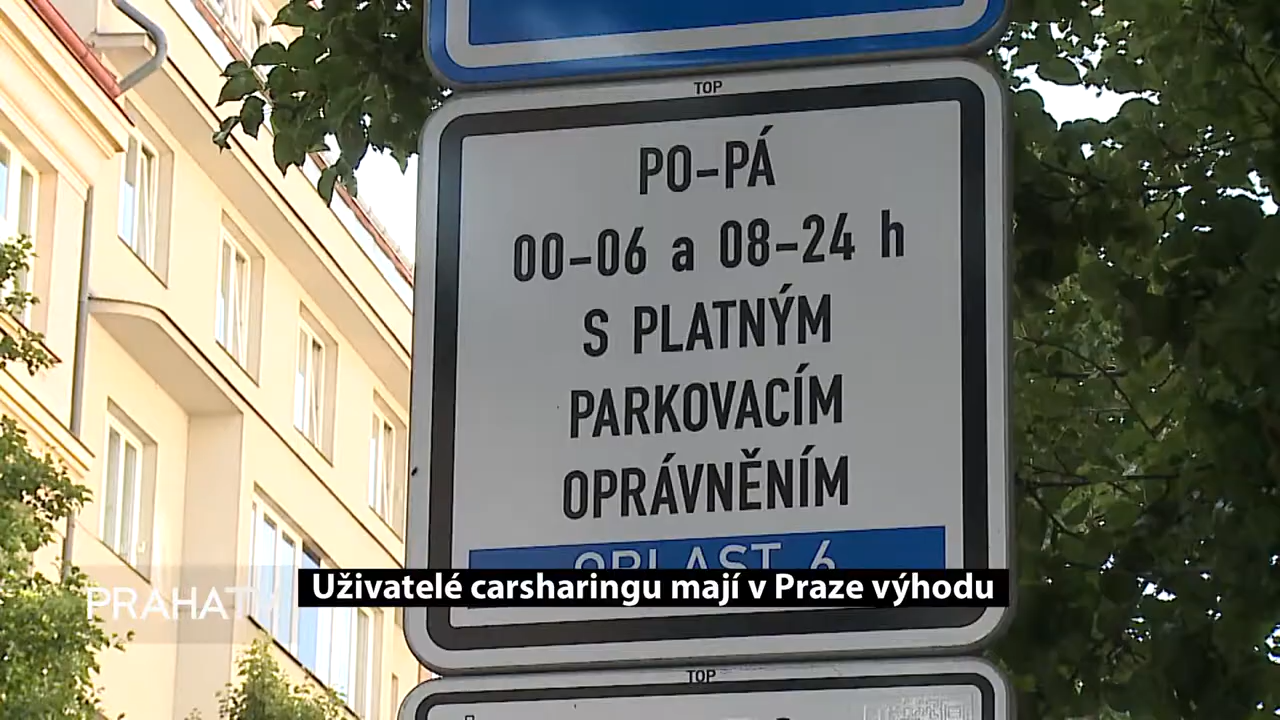 TOP
PO-PÁ
00-06 a 08-24 h
S PLATNÝM
PARKOVACÍM
OPRÁVNĚNÍM
OBLAST 6
Uživatelé carsharingu mají v Praze výhodu
PRAHA TV
TOP